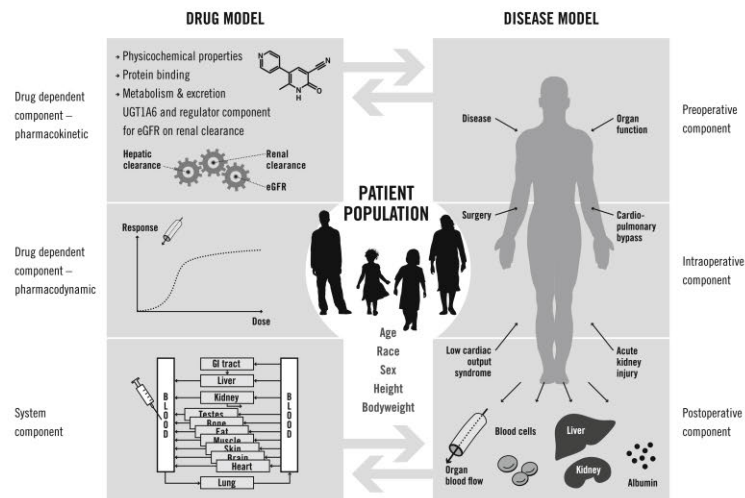 DRUG MODEL
DISEASE MODEL
Drug dependent
component –
pharmacokinetic
→ Physicochemical properties
→ Protein binding
→ Metabolism & excretion
UGT1A6 and regulator component
for eGFR on renal clearance
N
N
N
H
O
Hepatic
clearance
Renal
clearance
eGFR
Disease
Organ
function
Preoperative
component
PATIENT
POPULATION
Drug dependent
component –
pharmacodynamic
Response
Dose
Surgery
Cardio-
pulmonary
bypass
Intraoperative
component
Age
Race
Sex
Height
Bodyweight
Low cardiac
output
syndrome
Acute
kidney
injury
System
component
BLOOD
BLOOD
GI tract
Liver
Kidney
Testes
Bone
Fat
Muscle
Skin
Brain
Heart
Lung
Organ
blood flow
Blood cells
Liver
Kidney
Albumin
Postoperative
component